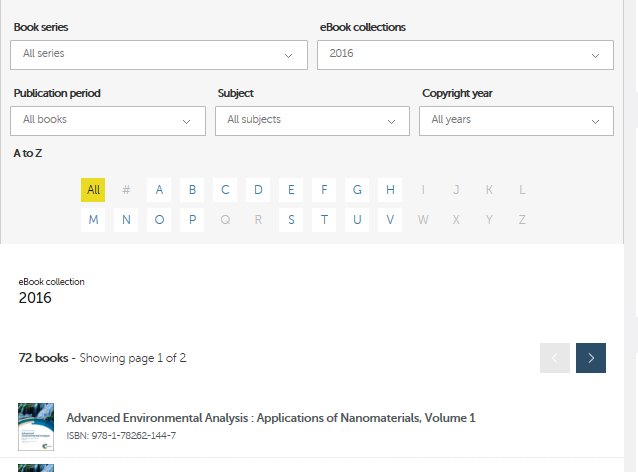 Book series eBook collections
All series 2016
Publication period Subject Copyright year
All books All subjects All years
A to Z
All # A B C D E F G H I J K L
M N O P Q R S T U V W X Y Z
eBook collection
2016
72 books - Showing page 1 of 2
Advanced Environmental Analysis : Applications of Nanomaterials, Volume 1
ISBN: 978-1-78262-144-7